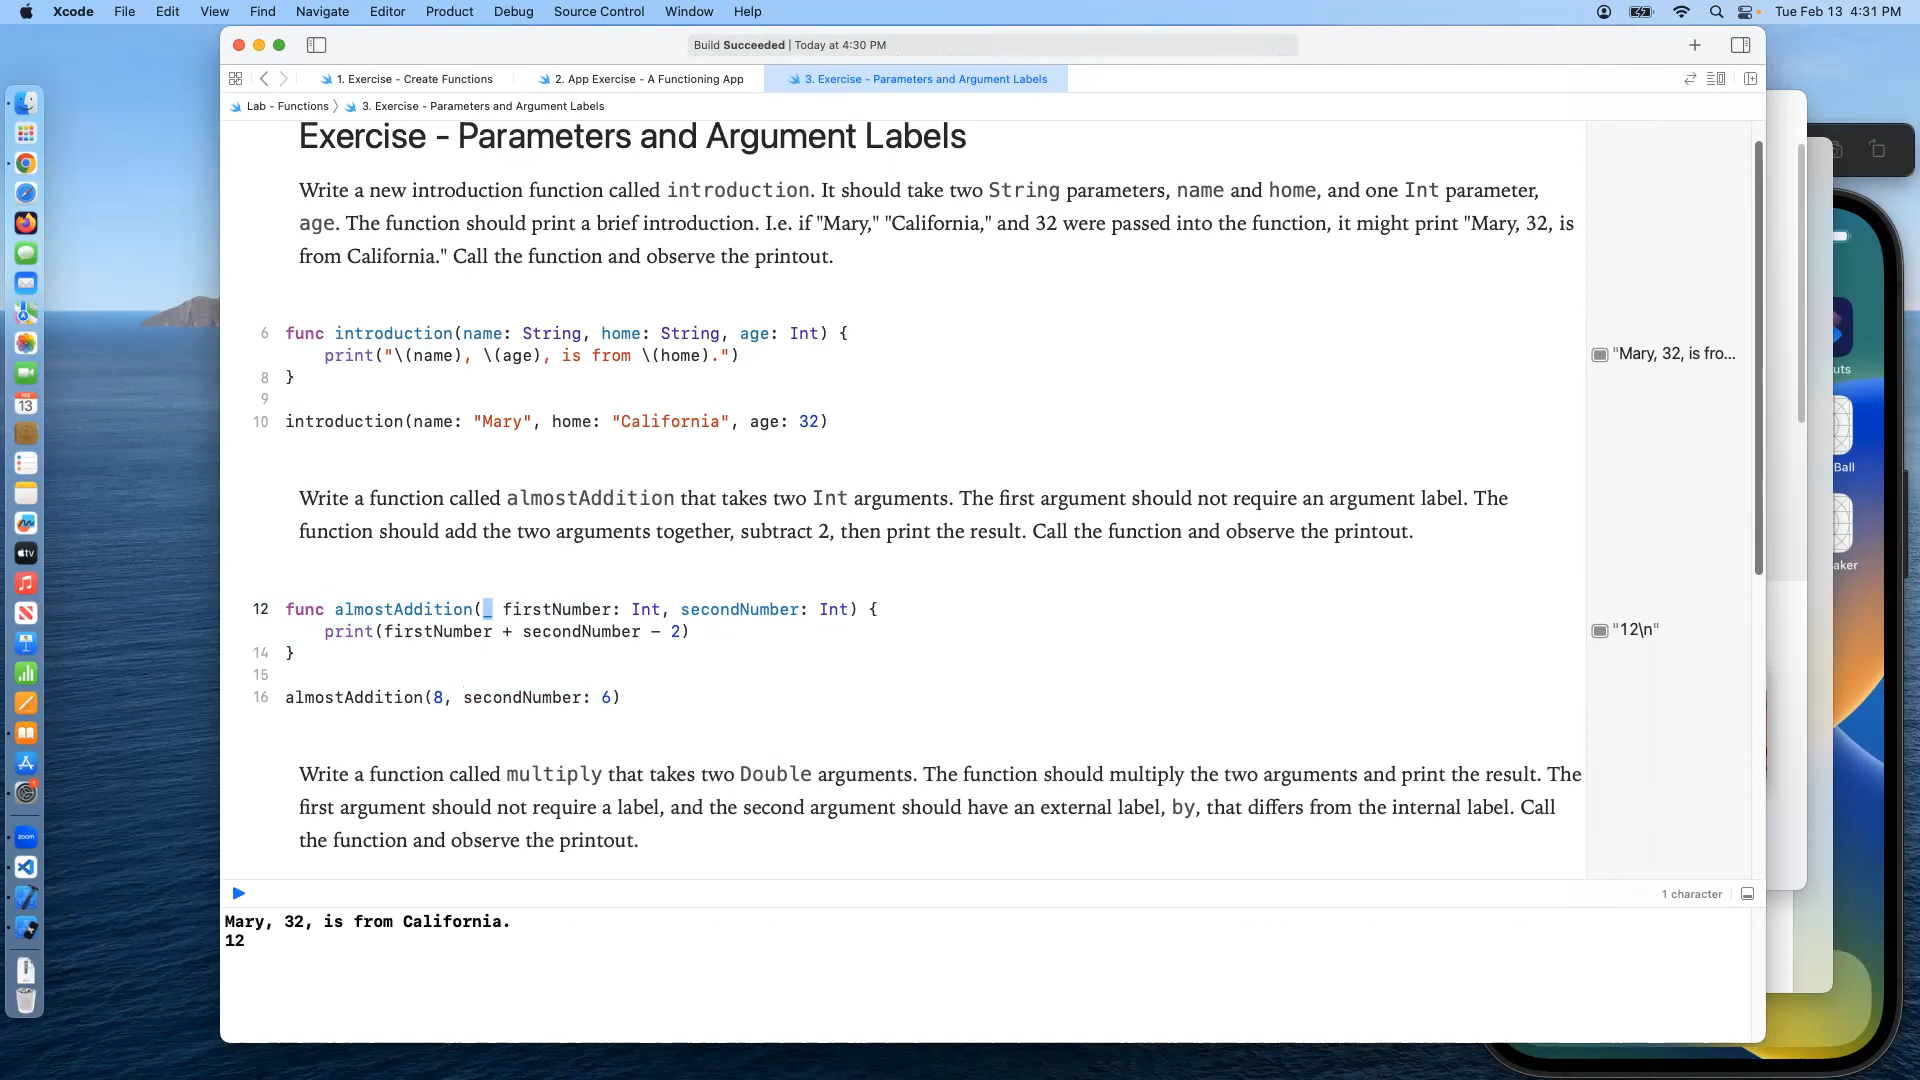 Xcode File Edit View Find Navigate Editor Product Debug Source Control Window Help Tue Feb 13 4:31 PM
Build Succeeded | Today at 4:30 PM
1. Exercise - Create Functions 2. App Exercise - A Functioning App 3. Exercise - Parameters and Argument Labels
Lab - Functions 〉 3. Exercise - Parameters and Argument Labels
Exercise - Parameters and Argument Labels
Write a new introduction function called introduction. It should take two String parameters, name and home, and one Int parameter,
age. The function should print a brief introduction. I.e. if "Mary," "California," and 32 were passed into the function, it might print "Mary, 32, is
from California." Call the function and observe the printout.
6 func introduction(name: String, home: String, age: Int) {
print("\(name), \(age), is from \(home).")
"Mary, 32, is fro...
8 }
9
10 introduction(name: "Mary", home: "California", age: 32)
Write a function called almostAddition that takes two Int arguments. The first argument should not require an argument label. The
function should add the two arguments together, subtract 2, then print the result. Call the function and observe the printout.
12 func almostAddition(_ firstNumber: Int, secondNumber: Int) {
print(firstNumber + secondNumber - 2)
"12\n"
14 }
15
16 almostAddition(8, secondNumber: 6)
Write a function called multiply that takes two Double arguments. The function should multiply the two arguments and print the result. The
first argument should not require a label, and the second argument should have an external label, by, that differs from the internal label. Call
the function and observe the printout.
1 character
Mary, 32, is from California.
12
uts
Ball
aker
13
tv
zoom